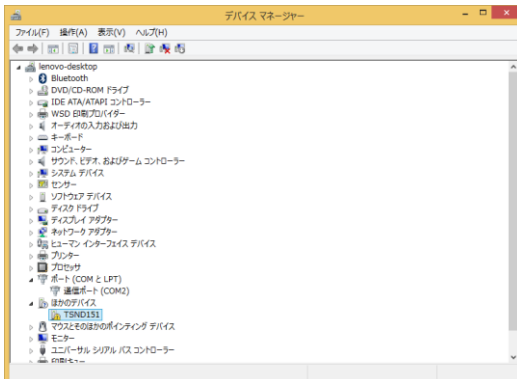 デバイス マネージャー
ファイル(F) 操作(A) 表示(V) ヘルプ(H)
lenovo-desktop
Bluetooth
DVD/CD-ROM ドライブ
IDE ATA/ATAPI コントローラー
WSD 印刷プロバイダー
オーディオの入力および出力
キーボード
コンピューター
サウンド、ビデオ、およびゲーム コントローラー
システム デバイス
センサー
ソフトウェア デバイス
ディスク ドライブ
ディスプレイ アダプター
ネットワーク アダプター
ヒューマン インターフェイス デバイス
プリンター
プロセッサ
ポート (COM と LPT)
通信ポート (COM2)
ほかのデバイス
TSND151
マウスとそのほかのポインティング デバイス
モニター
ユニバーサル シリアル バス コントローラー
印刷キュー